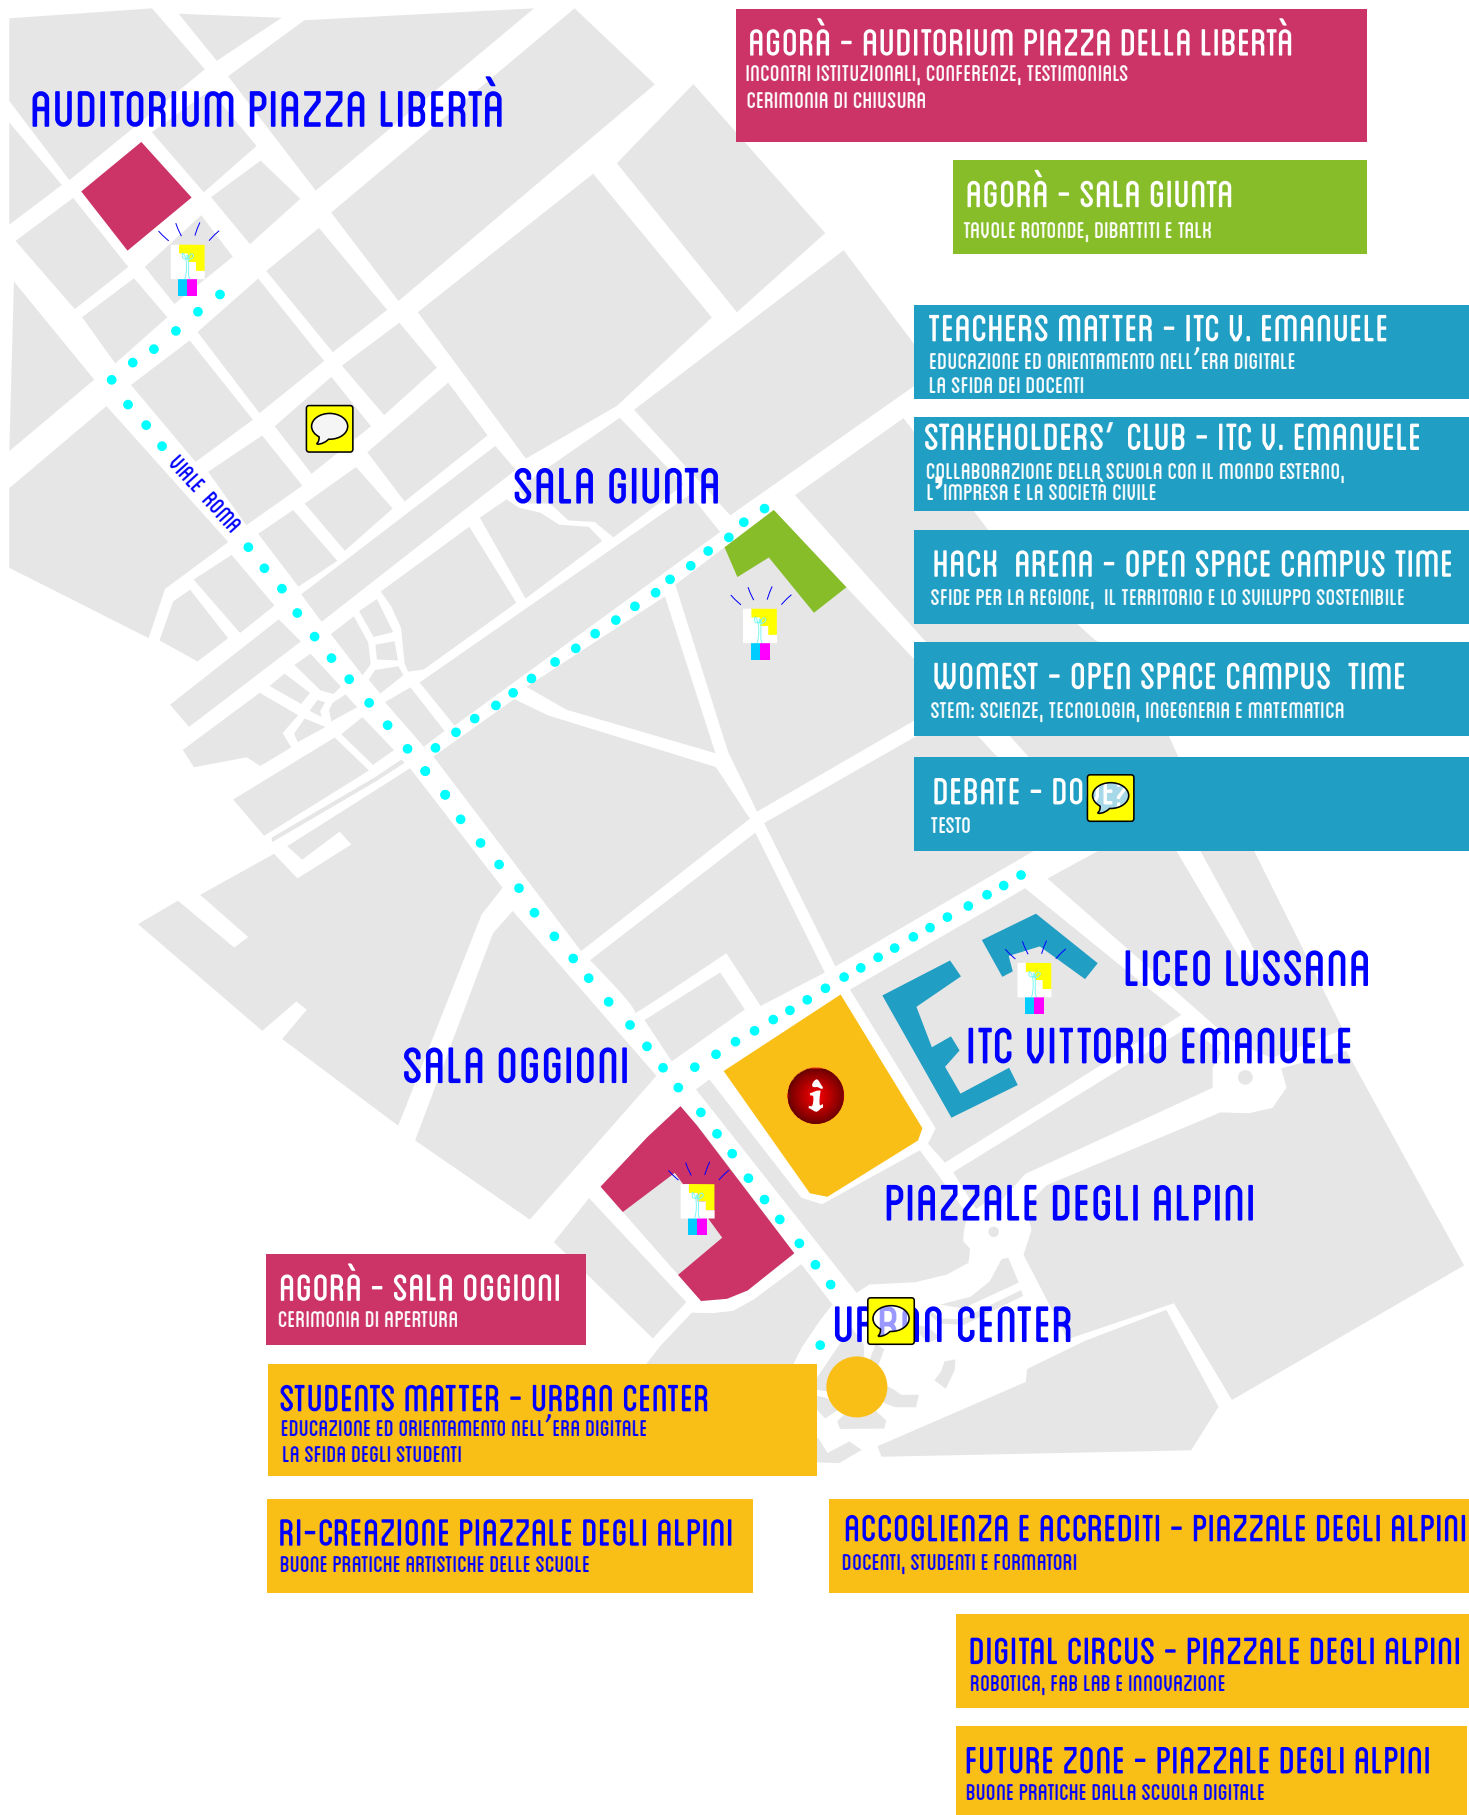 AGORÀ - AUDITORIUM PIAZZA DELLA LIBERTÀ
INCONTRI ISTITUZIONALI, CONFERENZE, TESTIMONIALS
CERIMONIA DI CHIUSURA
AUDITORIUM PIAZZA LIBERTÀ
AGORÀ - SALA GIUNTA
TAVOLE ROTONDE, DIBATTITI E TALK
TEACHERS MATTER - ITC V. EMANUELE
EDUCAZIONE ED ORIENTAMENTO NELL'ERA DIGITALE
LA SFIDA DEI DOCENTI
STAKEHOLDERS' CLUB - ITC V. EMANUELE
COLLABORAZIONE DELLA SCUOLA CON IL MONDO ESTERNO,
L'IMPRESA E LA SOCIETÀ CIVILE
VIALE ROMA
SALA GIUNTA
HACK ARENA - OPEN SPACE CAMPUS TIME
SFIDE PER LA REGIONE, IL TERRITORIO E LO SVILUPPO SOSTENIBILE
WOMEST - OPEN SPACE CAMPUS TIME
STEM: SCIENZE, TECNOLOGIA, INGEGNERIA E MATEMATICA
DEBATE - DOVE?
TESTO
LICEO LUSSANA
ITC VITTORIO EMANUELE
SALA OGGIONI
i
PIAZZALE DEGLI ALPINI
AGORÀ - SALA OGGIONI
CERIMONIA DI APERTURA
URBAN CENTER
STUDENTS MATTER - URBAN CENTER
EDUCAZIONE ED ORIENTAMENTO NELL'ERA DIGITALE
LA SFIDA DEGLI STUDENTI
RI-CREAZIONE PIAZZALE DEGLI ALPINI
BUONE PRATICHE ARTISTICHE DELLE SCUOLE
ACCOGLIENZA E ACCREDITI - PIAZZALE DEGLI ALPINI
DOCENTI, STUDENTI E FORMATORI
DIGITAL CIRCUS - PIAZZALE DEGLI ALPINI
ROBOTICA, FAB LAB E INNOVAZIONE
FUTURE ZONE - PIAZZALE DEGLI ALPINI
BUONE PRATICHE DALLA SCUOLA DIGITALE